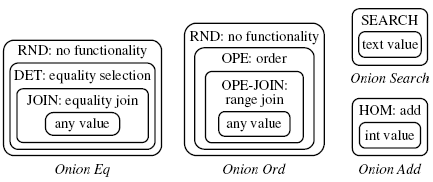 RND: no functionality
DET: equality selection
JOIN: equality join
any value
Onion Eq
RND: no functionality
OPE: order
OPE-JOIN:
range join
any value
Onion Ord
SEARCH
text value
Onion Search
HOM: add
int value
Onion Add